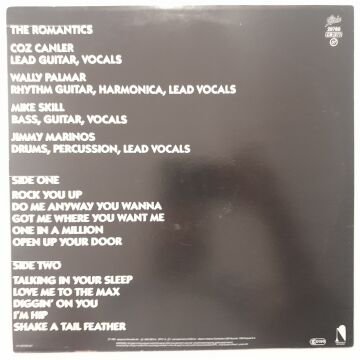 THE ROMANTICS
COZ CANLER
LEAD GUITAR, VOCALS
WALLY PALMAR
RHYTHM GUITAR, HARMONICA, LEAD VOCALS
MIKE SKILL
BASS, GUITAR, VOCALS
JIMMY MARINOS
DRUMS, PERCUSSION, LEAD VOCALS
SIDE ONE
ROCK YOU UP
DO ME ANYWAY YOU WANNA
GOT ME WHERE YOU WANT ME
ONE IN A MILLION
OPEN UP YOUR DOOR
SIDE TWO
TALKING IN YOUR SLEEP
LOVE ME TO THE MAX
DIGGIN' ON YOU
I'M HIP
SHAKE A TAIL FEATHER